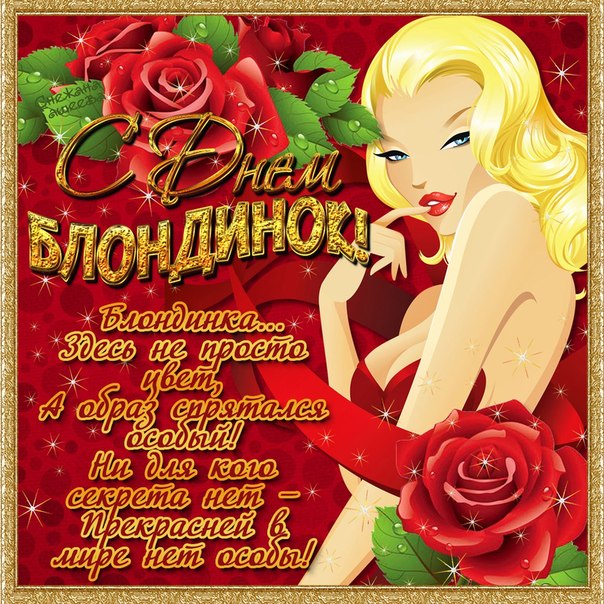 Снежана
С Днем
БЛОНДИНОК!
Блондинка...
Здесь не просто
цвет,
А образ спрятался
особый!
Ни для кого
секрета нет –
Прекрасней в
мире нет особы!